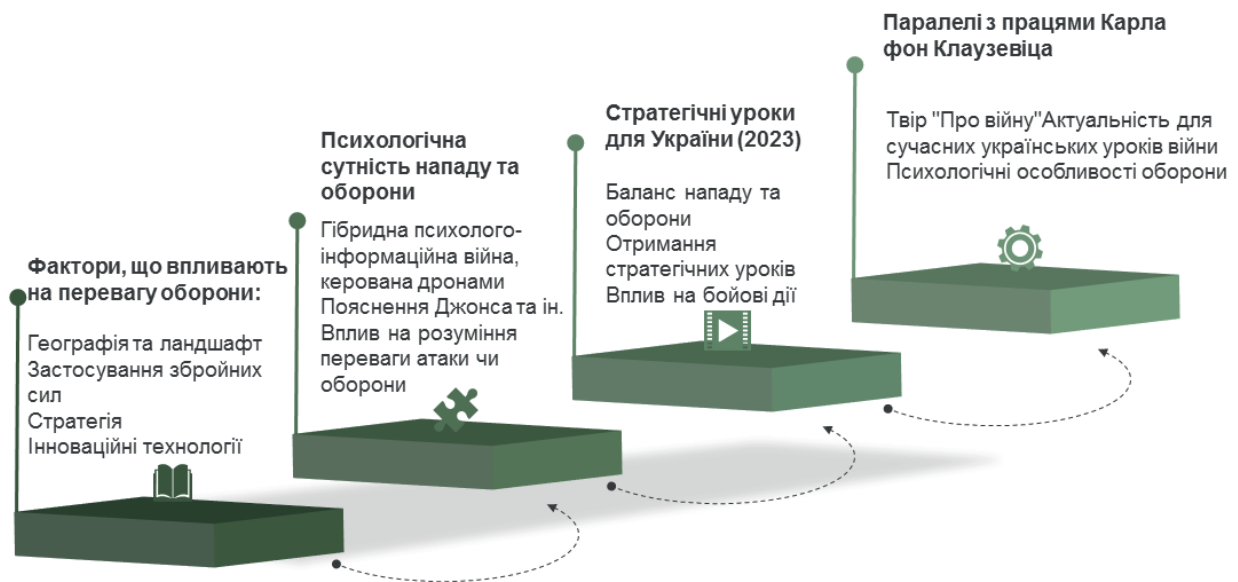 Фактори, що впливають
на перевагу оборони:
Географія та ландшафт
Застосування збройних
сил
Стратегія
Інноваційні технології
Психологічна
сутність нападу та
оборони
Гібридна психолого-
інформаційна війна,
керована дронами
Пояснення Джонса та ін.
Вплив на розуміння
переваги атаки чи
оборони
Стратегічні уроки
для України (2023)
Баланс нападу та
оборони
Отримання
стратегічних уроків
Вплив на бойові дії
Паралелі з працями Карла
фон Клаузевіца
Твір "Про війну"Актуальність для
сучасних українських уроків війни
Психологічні особливості оборони